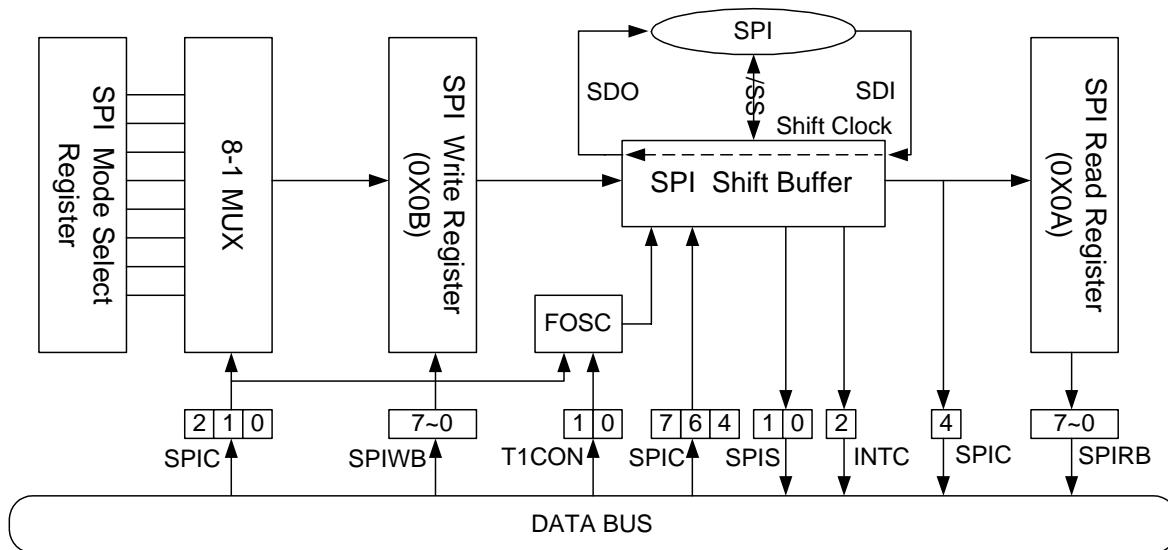 SPI
SDO
/SS
SDI
Shift Clock
SPI Mode Select
Register
8-1 MUX
SPI Write Register
(0X0B)
SPI Shift Buffer
SPI Read Register
(0X0A)
FOSC
2 1 0
7~0
1 0
7 6 4
1 0
2
4
7~0
SPIC
SPIWB
T1CON
SPIC
SPIS
INTC
SPIC
SPIRB
DATA BUS